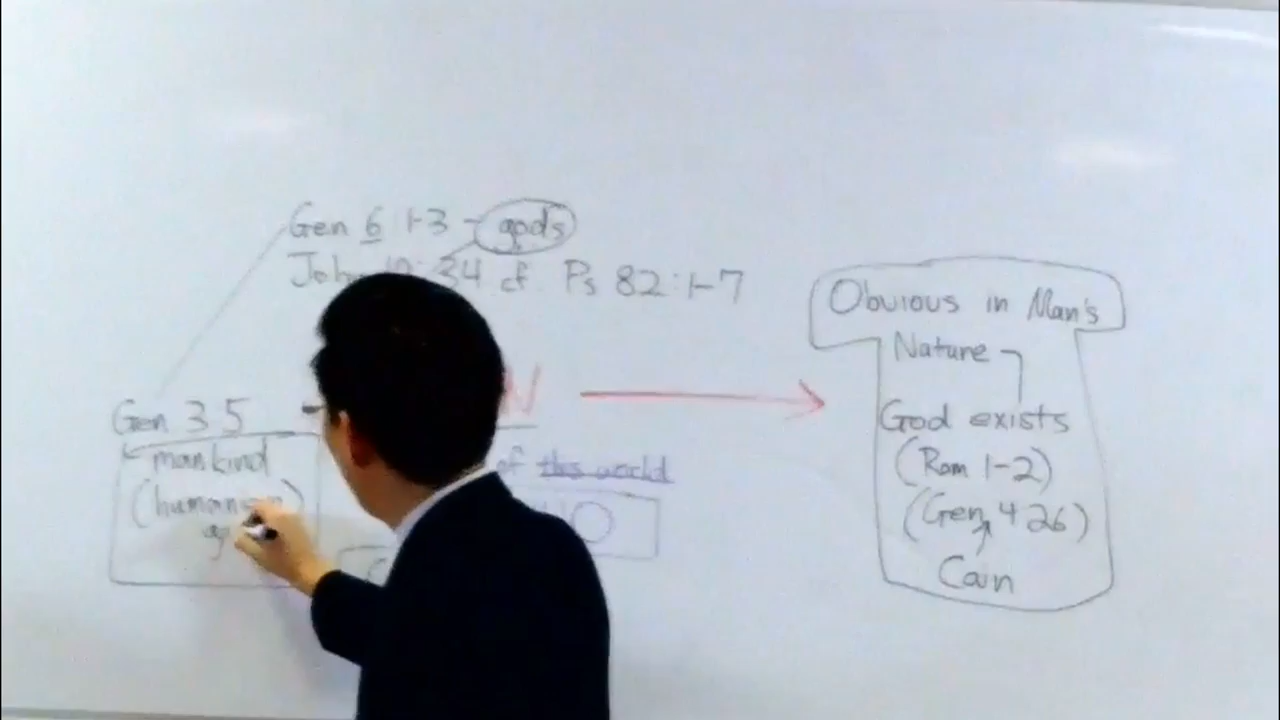 Gen 6 1-3 - gods
John 10:34 cf. Ps 82:1-7
Gen 3 5
mankind
(humanism)
N
of this world
Obvious in Man's
Nature
God exists
(Rom 1-2)
(Gen 4 26)
Cain